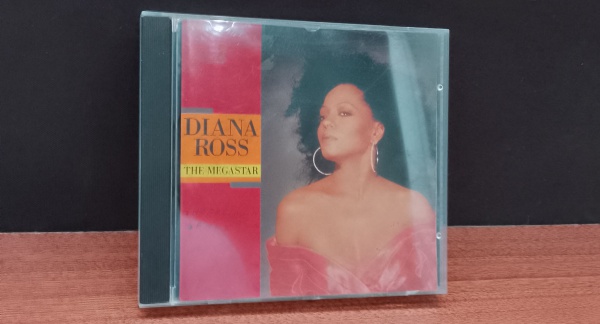 DIANA
ROSS
THE MEGASTAR